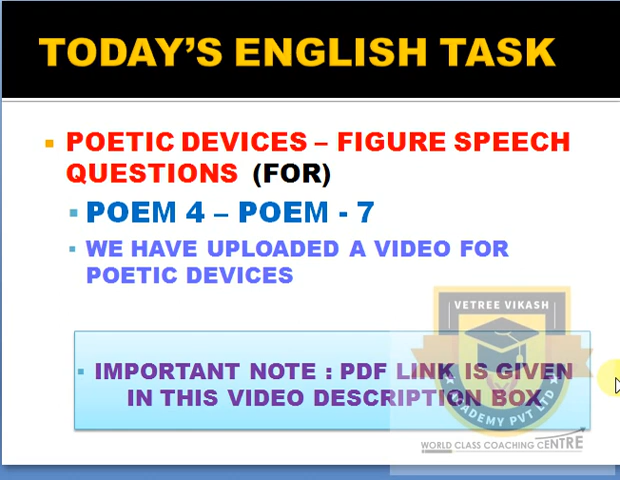 TODAY'S ENGLISH TASK
POETIC DEVICES – FIGURE SPEECH
QUESTIONS (FOR)
POEM 4 – POEM - 7
WE HAVE UPLOADED A VIDEO FOR
POETIC DEVICES
IMPORTANT NOTE : PDF LINK IS GIVEN
IN THIS VIDEO DESCRIPTION BOX
VETREE VIKASH
ACADEMY PVT LTD
WORLD CLASS COACHING CENTRE